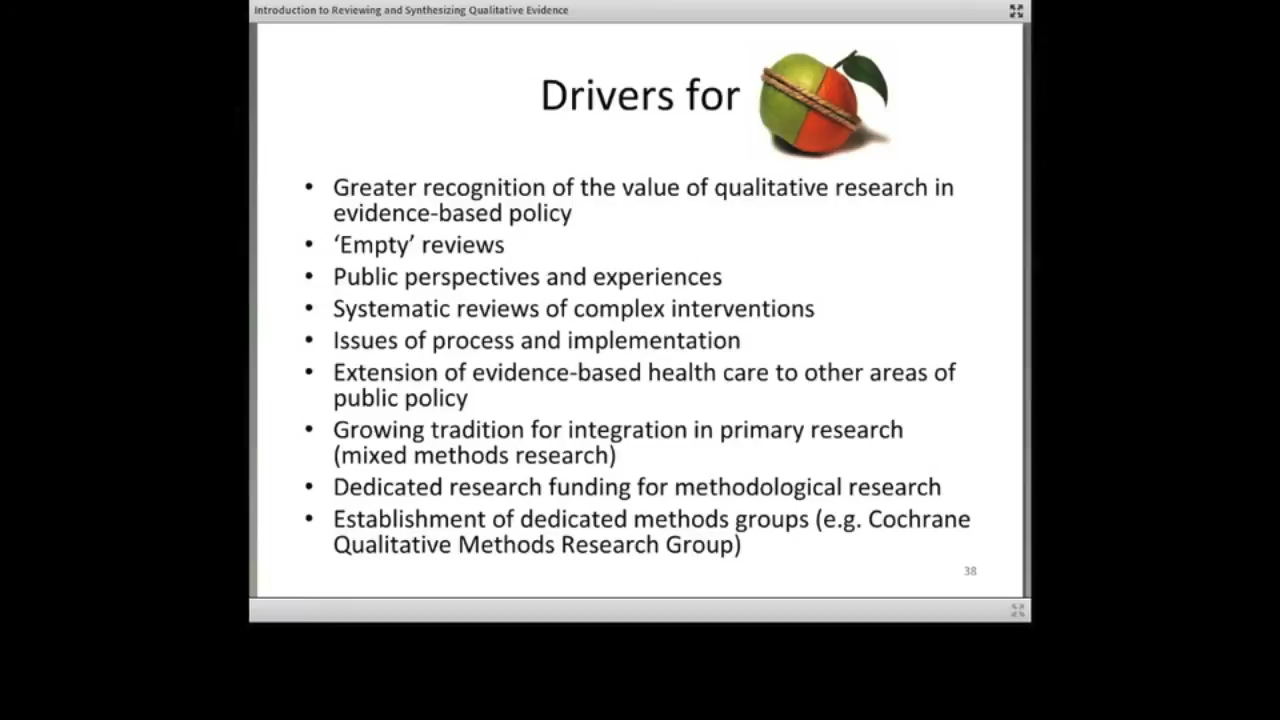 Introduction to Reviewing and Synthesizing Qualitative Evidence
Drivers for
• Greater recognition of the value of qualitative research in
evidence-based policy
• ‘Empty’ reviews
• Public perspectives and experiences
• Systematic reviews of complex interventions
• Issues of process and implementation
• Extension of evidence-based health care to other areas of
public policy
• Growing tradition for integration in primary research
(mixed methods research)
• Dedicated research funding for methodological research
• Establishment of dedicated methods groups (e.g. Cochrane
Qualitative Methods Research Group)
38